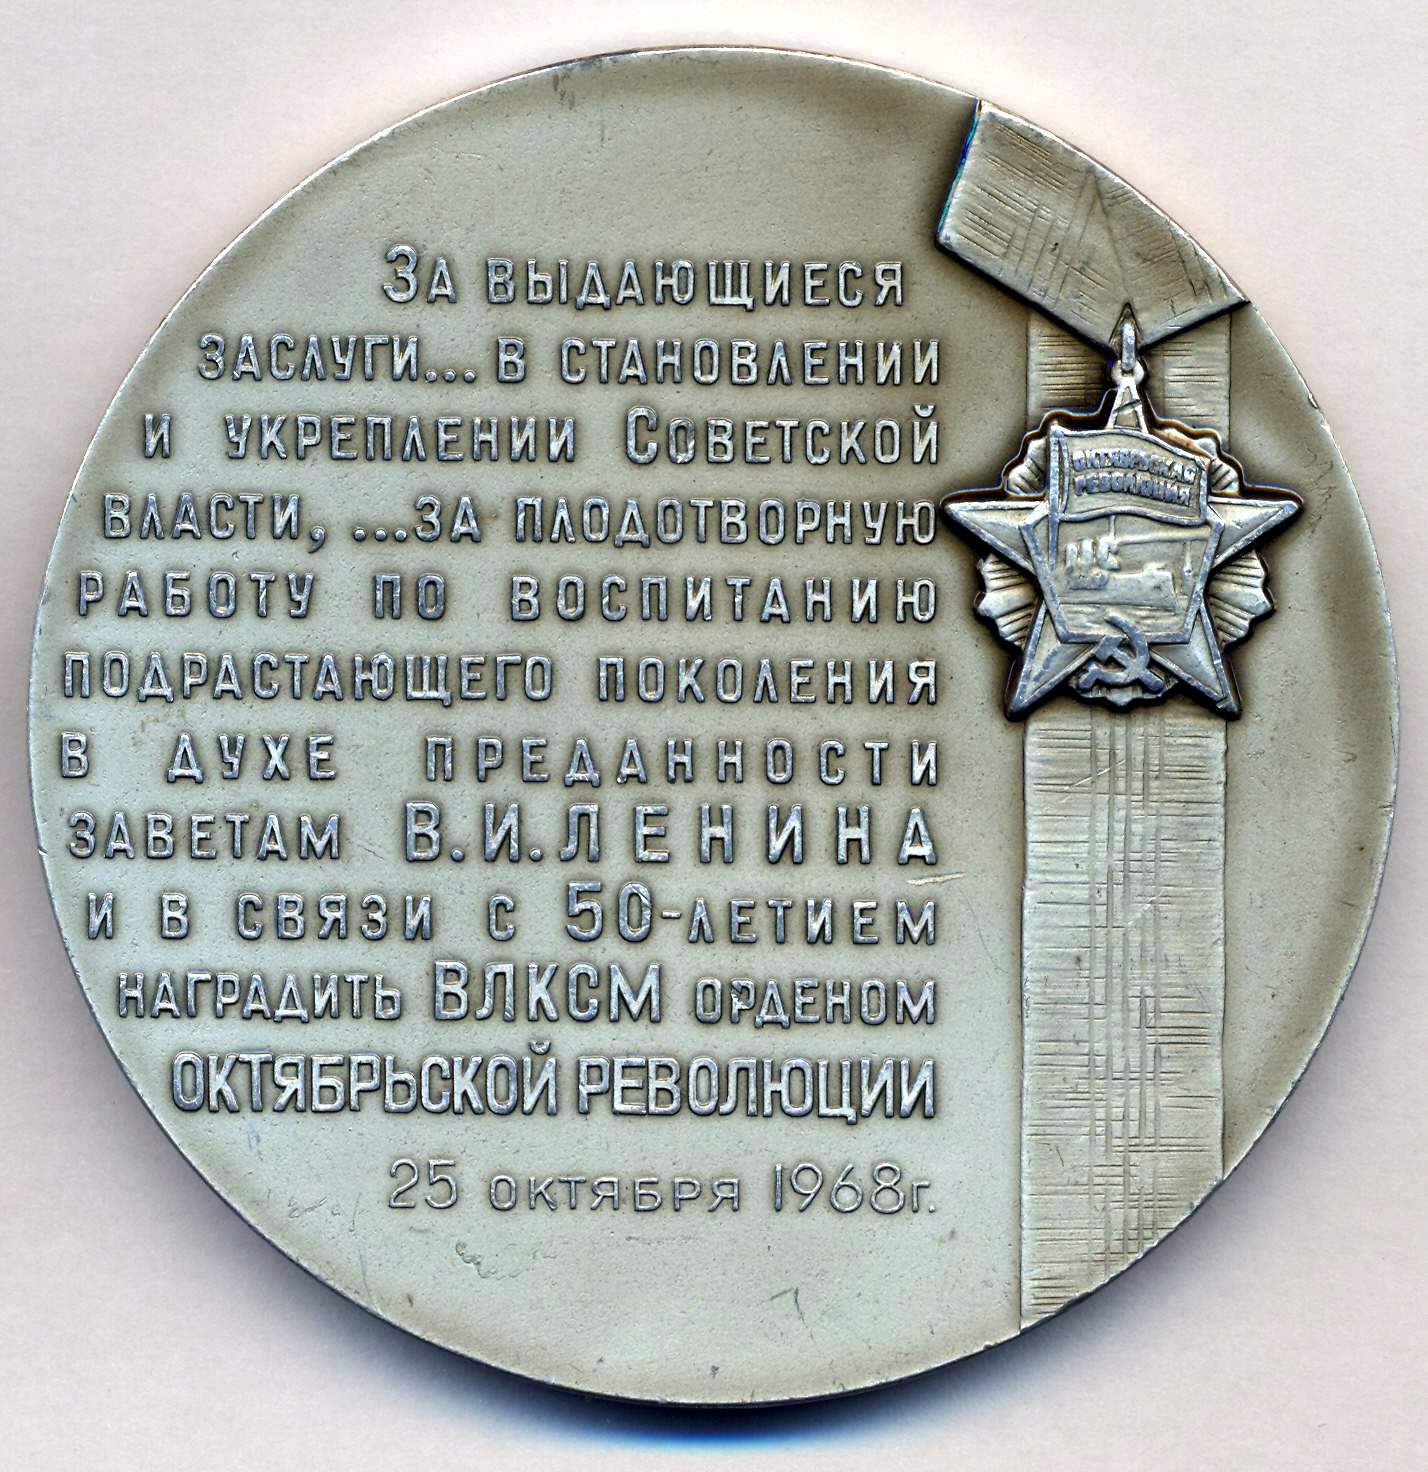 За выдающиеся
заслуги... в становлении
и укреплении Советской
власти, ...за плодотворную
работу по воспитанию
подрастающего поколения
в духе преданности
заветам В.И.ЛЕНИНА
и в связи с 50-летием
наградить ВЛКСМ орденом
ОКТЯБРЬСКОЙ РЕВОЛЮЦИИ
25 октября 1968г.
ОКТЯБРЬСКАЯ
РЕВОЛЮЦИЯ